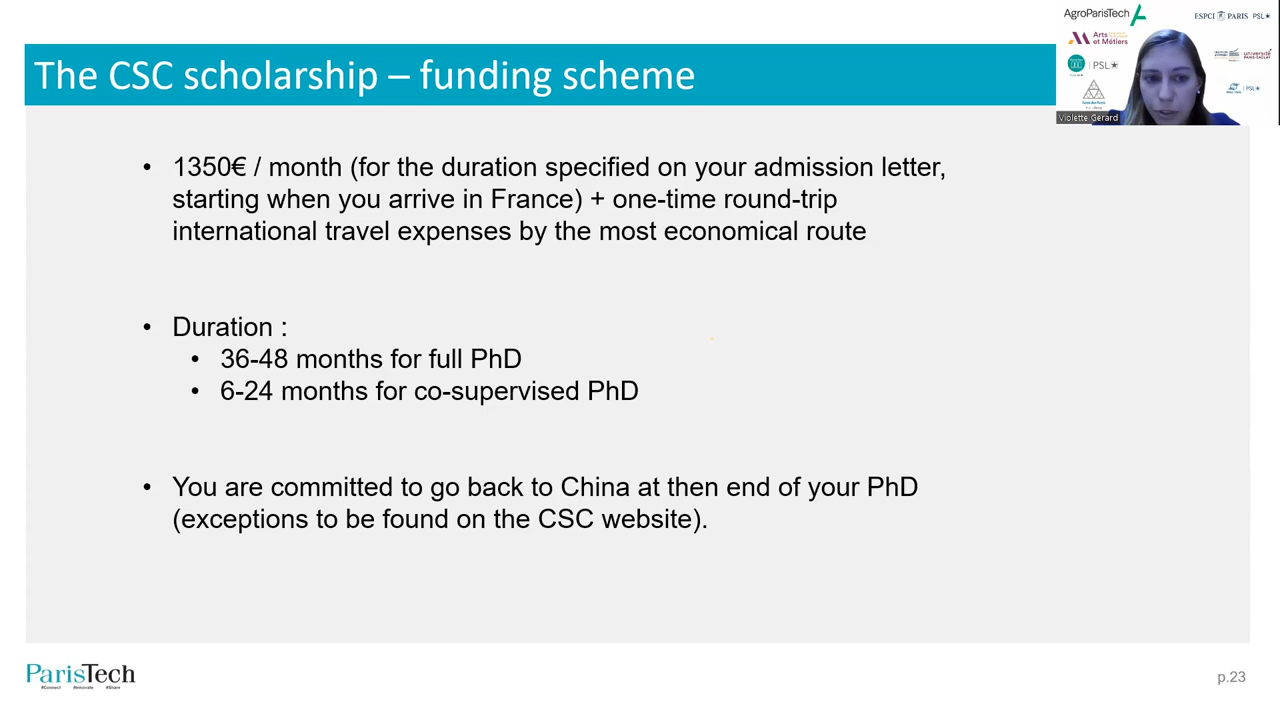 The CSC scholarship – funding scheme
AgroParisTech
ESPCI PARIS PSL
Arts
et Métiers
PSL
PSL
Violette Gerard
• 1350€ / month (for the duration specified on your admission letter,
starting when you arrive in France) + one-time round-trip
international travel expenses by the most economical route
• Duration :
• 36-48 months for full PhD
• 6-24 months for co-supervised PhD
• You are committed to go back to China at then end of your PhD
(exceptions to be found on the CSC website).
ParisTech
#Connect #Innovate #Share
p.23